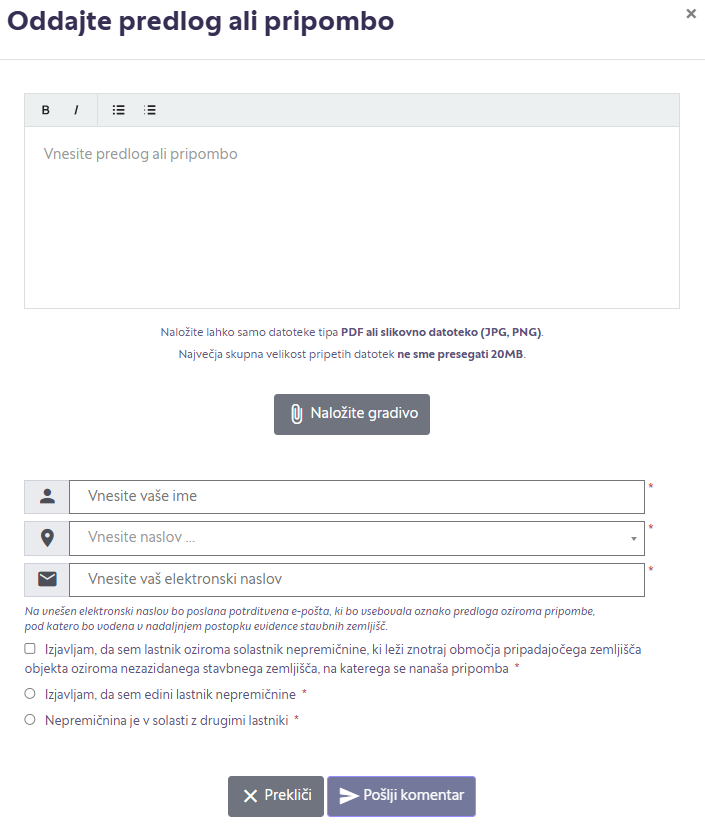 Oddajte predlog ali pripombo
×
B I
Vnesite predlog ali pripombo
Naložite lahko samo datoteke tipa PDF ali slikovno datoteko (JPG, PNG).
Največja skupna velikost pripetih datotek ne sme presegati 20MB.
Naložite gradivo
Vnesite vaše ime *
Vnesite naslov ... *
Vnesite vaš elektronski naslov *
Na vnešen elektronski naslov bo poslana potrditvena e-pošta, ki bo vsebovala oznako predloga oziroma pripombe,
pod katero bo vodena v nadaljnjem postopku evidence stavbnih zemljišč.
Izjavljam, da sem lastnik oziroma solastnik nepremičnine, ki leži znotraj območja pripadajočega zemljišča
objekta oziroma nezazidanega stavbnega zemljišča, na katerega se nanaša pripomba *
Izjavljam, da sem edini lastnik nepremičnine *
Nepremičnina je v solasti z drugimi lastniki *
Prekliči Pošlji komentar